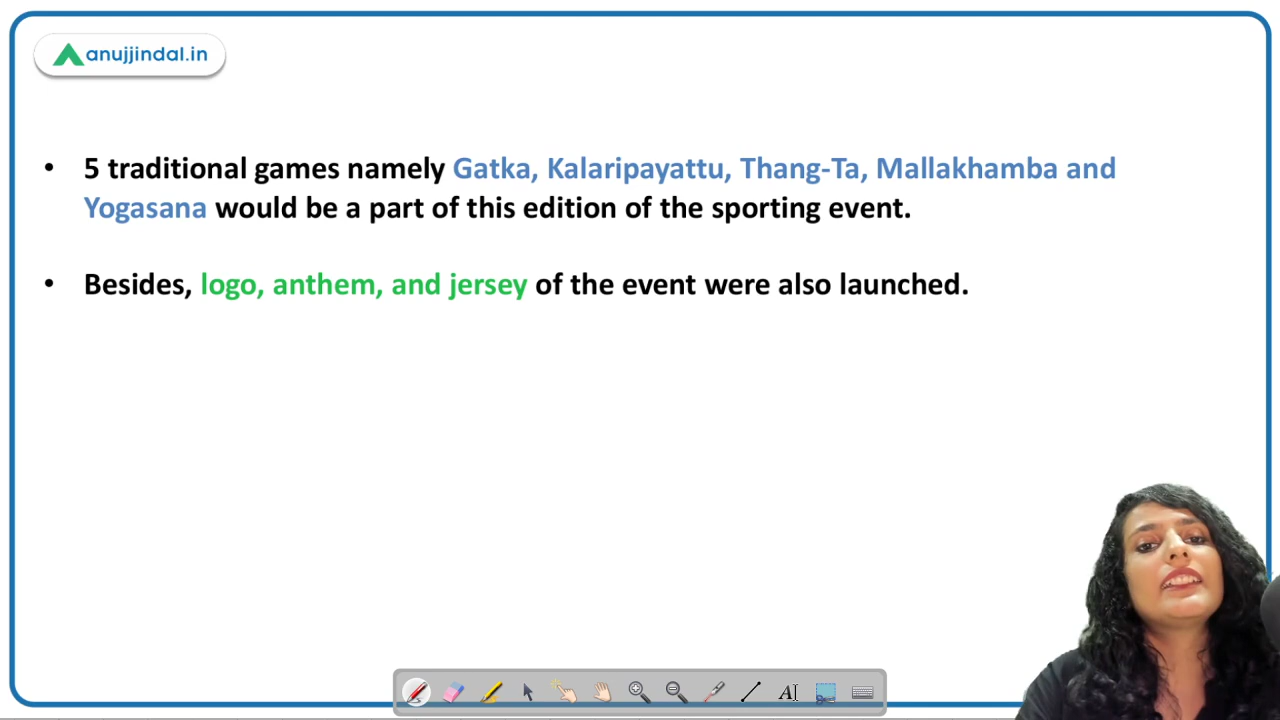 anujjindal.in
• 5 traditional games namely Gatka, Kalaripayattu, Thang-Ta, Mallakhamba and
Yogasana would be a part of this edition of the sporting event.
• Besides, logo, anthem, and jersey of the event were also launched.
AI